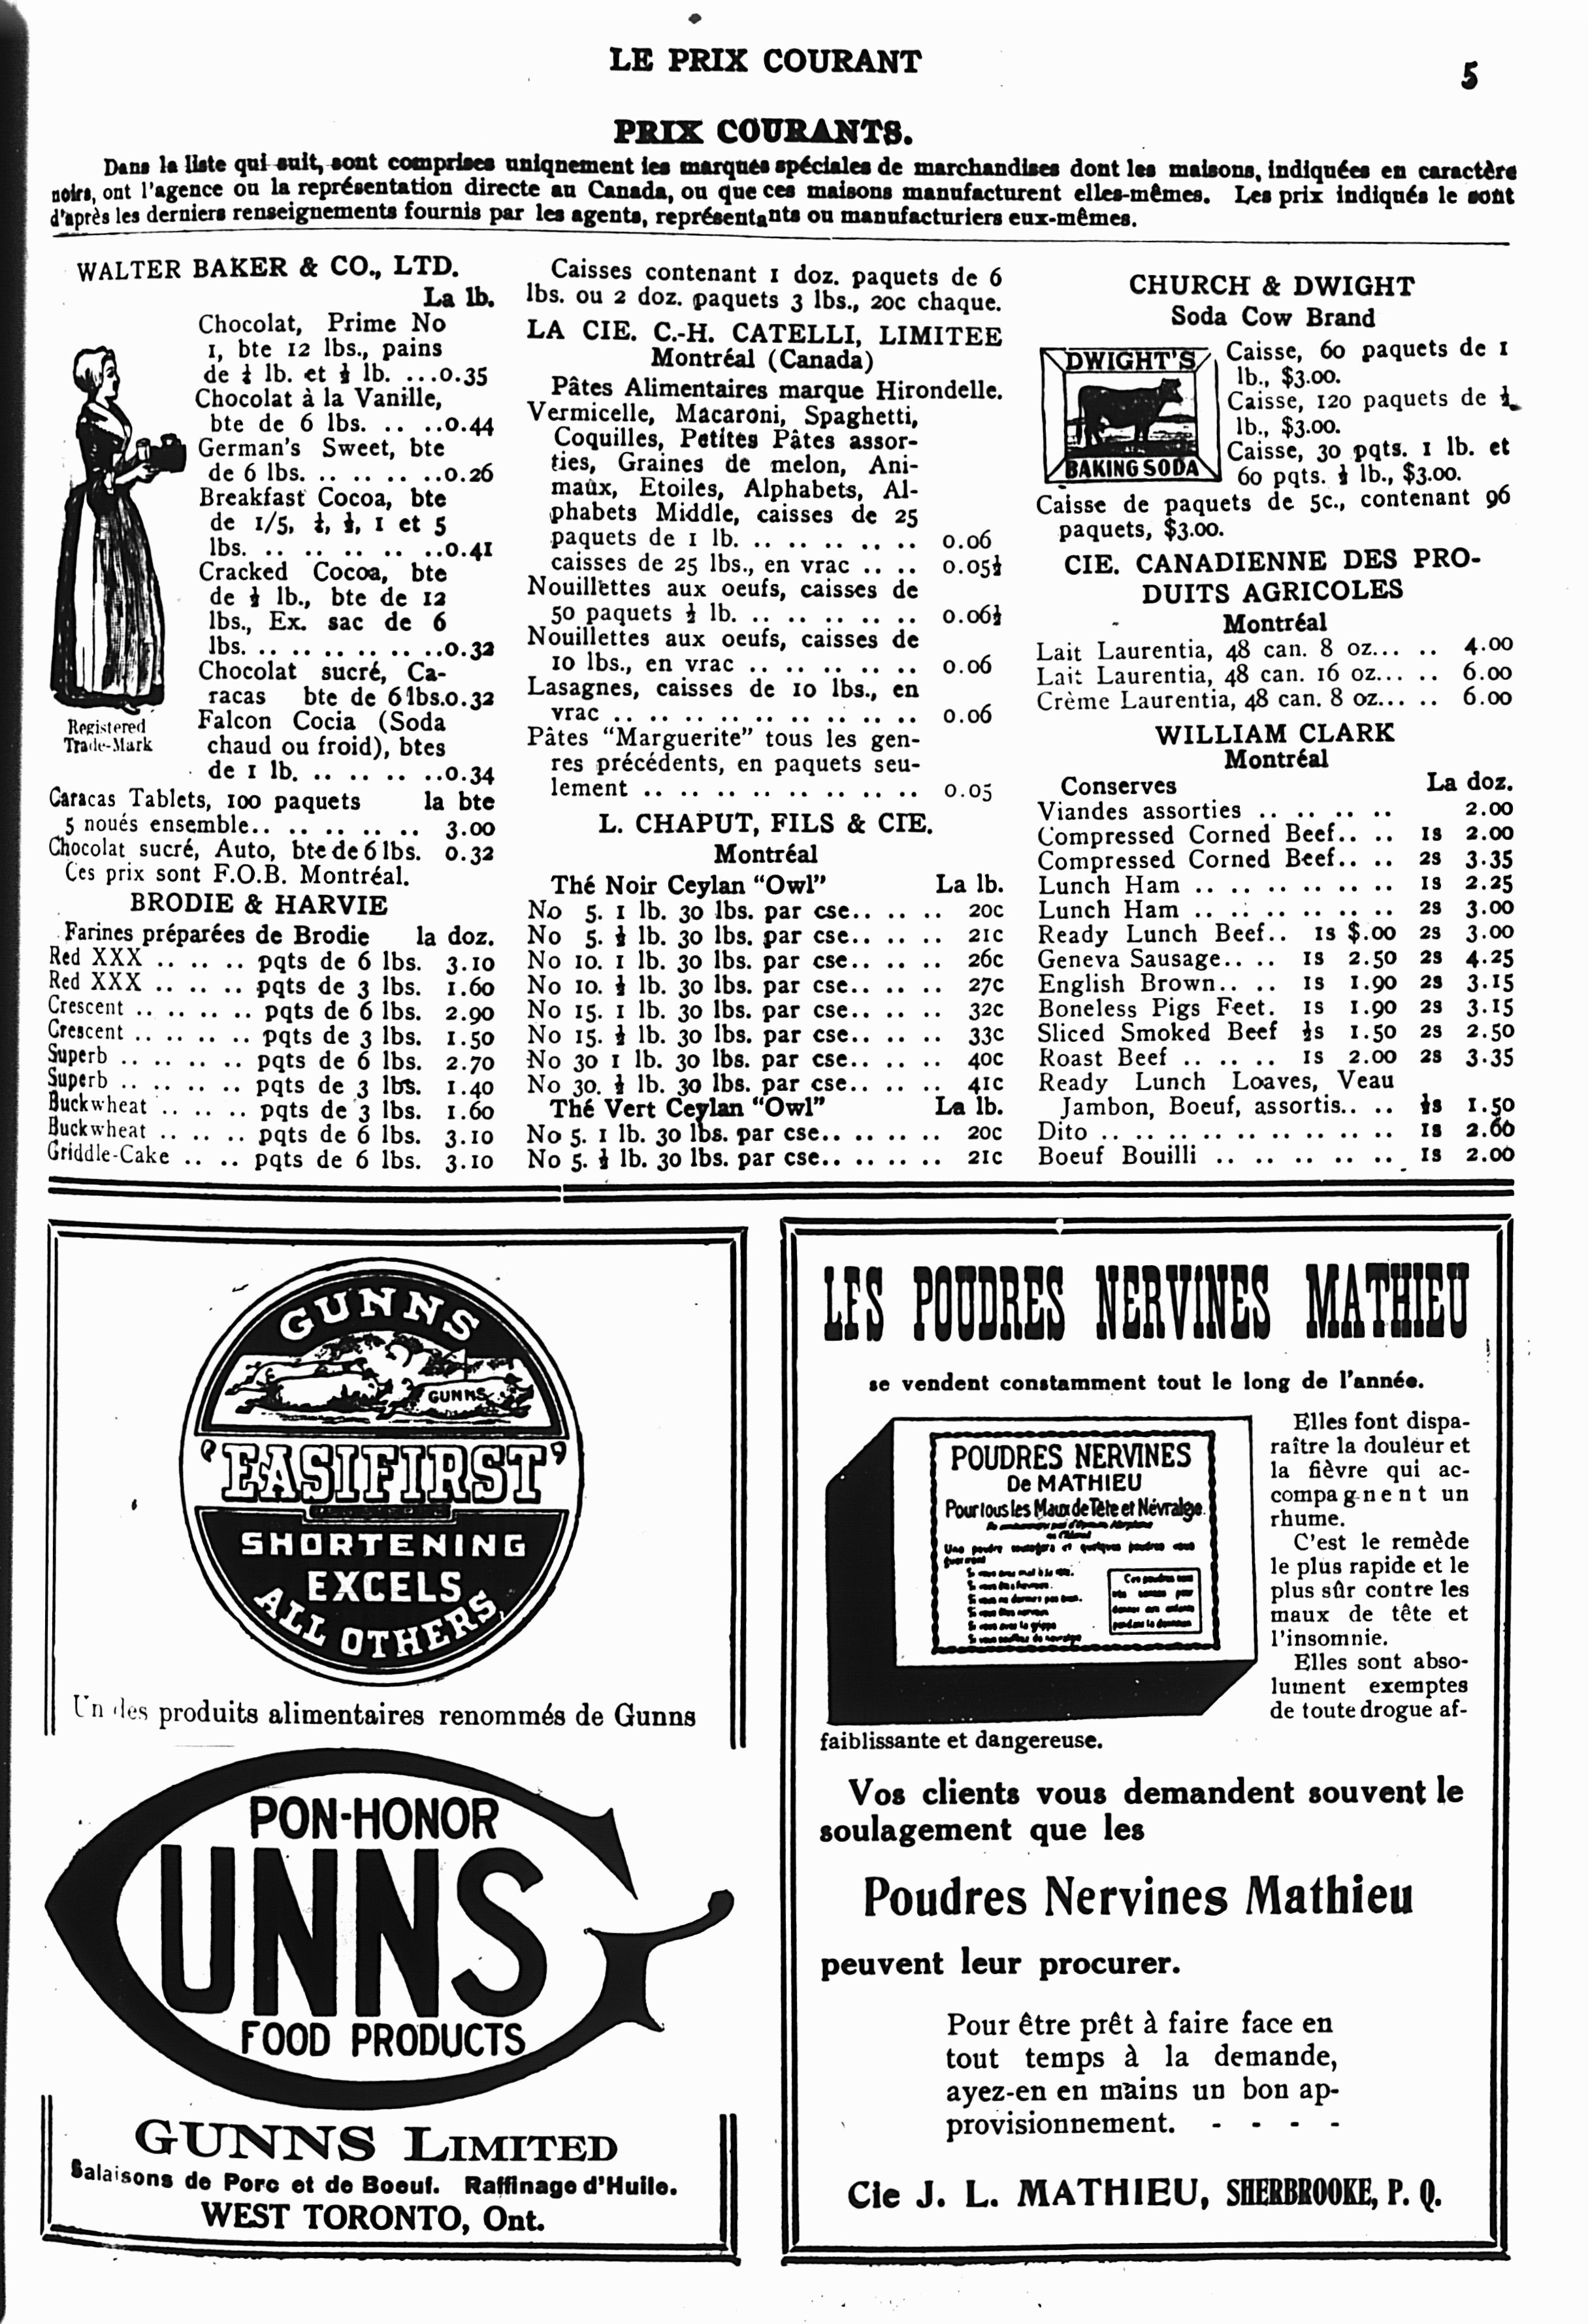 LE PRIX COURANT
5
PRIX COURANTS.
Dans la liste qui suit, sont comprises uniquement les marques spéciales de marchandises dont les maisons, indiquées en caractère
noirs, ont l'agence ou la représentation directe au Canada, ou que ces maisons manufacturent elles-mêmes. Les prix indiqués le sont
d'après les derniers renseignements fournis par les agents, représentants ou manufacturiers eux-mêmes.
WALTER BAKER & CO., LTD.
La lb.
Chocolat, Prime No
1, bte 12 lbs., pains
de ¼ lb. et ½ lb. ...0.35
Chocolat à la Vanille,
bte de 6 lbs. .. ..0.44
German's Sweet, bte
de 6 lbs. .. .. .. ..0.26
Breakfast Cocoa, bte
de 1/5, ¼, ½, 1 et 5
lbs. .. .. .. .. .. ..0.41
Cracked Cocoa, bte
de ½ lb., bte de 12
lbs., Ex. sac de 6
lbs. .. .. .. .. .. ..0.32
Chocolat sucré, Ca-
racas bte de 6 lbs.0.32
Falcon Cocia (Soda
chaud ou froid), btes
de 1 lb. .. .. .. ..0.34
Registered
Trade-Mark
Caracas Tablets, 100 paquets la bte
5 noués ensemble.. .. .. .. .. 3.00
Chocolat sucré, Auto, bte de 6 lbs. 0.32
Ces prix sont F.O.B. Montréal.
BRODIE & HARVIE
Farines préparées de Brodie la doz.
Red XXX .. .. .. pqts de 6 lbs. 3.10
Red XXX .. .. .. pqts de 3 lbs. 1.60
Crescent .. .. .. .. pqts de 6 lbs. 2.90
Crescent .. .. .. .. pqts de 3 lbs. 1.50
Superb .. .. .. .. pqts de 6 lbs. 2.70
Superb .. .. .. .. pqts de 3 lbs. 1.40
Buckwheat .. .. .. pqts de 3 lbs. 1.60
Buckwheat .. .. .. pqts de 6 lbs. 3.10
Griddle-Cake .. .. pqts de 6 lbs. 3.10
Caisses contenant 1 doz. paquets de 6
lbs. ou 2 doz. paquets 3 lbs., 20c chaque.
LA CIE. C.-H. CATELLI, LIMITEE
Montréal (Canada)
Pâtes Alimentaires marque Hirondelle.
Vermicelle, Macaroni, Spaghetti,
Coquilles, Petites Pâtes assor-
ties, Graines de melon, Ani-
maux, Etoiles, Alphabets, Al-
phabets Middle, caisses de 25
paquets de 1 lb. .. .. .. .. .. .. 0.06
caisses de 25 lbs., en vrac .. .. 0.05½
Nouillettes aux oeufs, caisses de
50 paquets ½ lb. .. .. .. .. .. .. 0.06½
Nouillettes aux oeufs, caisses de
10 lbs., en vrac .. .. .. .. .. .. 0.06
Lasagnes, caisses de 10 lbs., en
vrac .. .. .. .. .. .. .. .. .. .. .. 0.06
Pâtes "Marguerite" tous les gen-
res précédents, en paquets seu-
lement .. .. .. .. .. .. .. .. .. .. 0.05
L. CHAPUT, FILS & CIE.
Montréal
Thé Noir Ceylan "Owl" La lb.
No 5. 1 lb. 30 lbs. par cse.. .. .. .. 20c
No 5. ½ lb. 30 lbs. par cse.. .. .. .. 21c
No 10. 1 lb. 30 lbs. par cse.. .. .. .. 26c
No 10. ½ lb. 30 lbs. par cse.. .. .. .. 27c
No 15. 1 lb. 30 lbs. par cse.. .. .. .. 32c
No 15. ½ lb. 30 lbs. par cse.. .. .. .. 33c
No 30 1 lb. 30 lbs. par cse.. .. .. .. 40c
No 30. ½ lb. 30 lbs. par cse.. .. .. .. 41c
Thé Vert Ceylan "Owl" La lb.
No 5. 1 lb. 30 lbs. par cse.. .. .. .. .. 20c
No 5. ½ lb. 30 lbs. par cse.. .. .. .. .. 21c
CHURCH & DWIGHT
Soda Cow Brand
DWIGHT'S
BAKING SODA
Caisse, 60 paquets de 1
lb., $3.00.
Caisse, 120 paquets de ½
lb., $3.00.
Caisse, 30 pqts. 1 lb. et
60 pqts. ½ lb., $3.00.
Caisse de paquets de 5c., contenant 96
paquets, $3.00.
CIE. CANADIENNE DES PRO-
DUITS AGRICOLES
Montréal
Lait Laurentia, 48 can. 8 oz... .. .. 4.00
Lait Laurentia, 48 can. 16 oz... .. .. 6.00
Crème Laurentia, 48 can. 8 oz... .. .. 6.00
WILLIAM CLARK
Montréal
Conserves La doz.
Viandes assorties .. .. .. .. .. 2.00
Compressed Corned Beef.. .. 1s 2.00
Compressed Corned Beef.. .. 2s 3.35
Lunch Ham .. .. .. .. .. .. .. 1s 2.25
Lunch Ham .. .. .. .. .. .. .. 2s 3.00
Ready Lunch Beef.. 1s $.00 2s 3.00
Geneva Sausage.. .. 1s 2.50 2s 4.25
English Brown.. .. .. 1s 1.90 2s 3.15
Boneless Pigs Feet. 1s 1.90 2s 3.15
Sliced Smoked Beef ½s 1.50 2s 2.50
Roast Beef .. .. .. .. 1s 2.00 2s 3.35
Ready Lunch Loaves, Veau
Jambon, Boeuf, assortis.. .. ½s 1.50
Dito .. .. .. .. .. .. .. .. .. .. .. 1s 2.60
Boeuf Bouilli .. .. .. .. .. .. .. 1s 2.00
GUNNS
GUNNS
'EASIFIRST'
SHORTENING
EXCELS
ALL OTHERS
Un des produits alimentaires renommés de Gunns
PON-HONOR
GUNNS
FOOD PRODUCTS
GUNNS LIMITED
Salaisons de Porc et de Boeuf. Raffinage d'Huile.
WEST TORONTO, Ont.
LES POUDRES NERVINES MATHIEU
se vendent constamment tout le long de l'année.
POUDRES NERVINES
De MATHIEU
Pour tous les Maux de Tête et Névralgie.
Elles font dispa-
raître la douleur et
la fièvre qui ac-
compagnent un
rhume.
C'est le remède
le plus rapide et le
plus sûr contre les
maux de tête et
l'insomnie.
Elles sont abso-
lument exemptes
de toute drogue af-
faiblissante et dangereuse.
Vos clients vous demandent souvent le
soulagement que les
Poudres Nervines Mathieu
peuvent leur procurer.
Pour être prêt à faire face en
tout temps à la demande,
ayez-en en mains un bon ap-
provisionnement. - - - -
Cie J. L. MATHIEU, SHERBROOKE, P. Q.